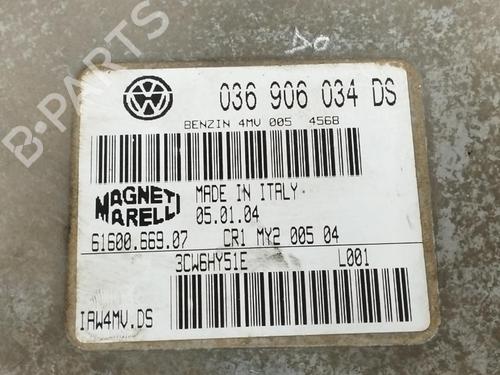 DO
036 906 034 DS
BENZIN 4MV 005 4568
MAGNETI MARELLI
MADE IN ITALY
05.01.04
61600.669.07 CR1 MY2 005 04
3CW6HY51E L001
IAW4MV.DS
B-PARTS